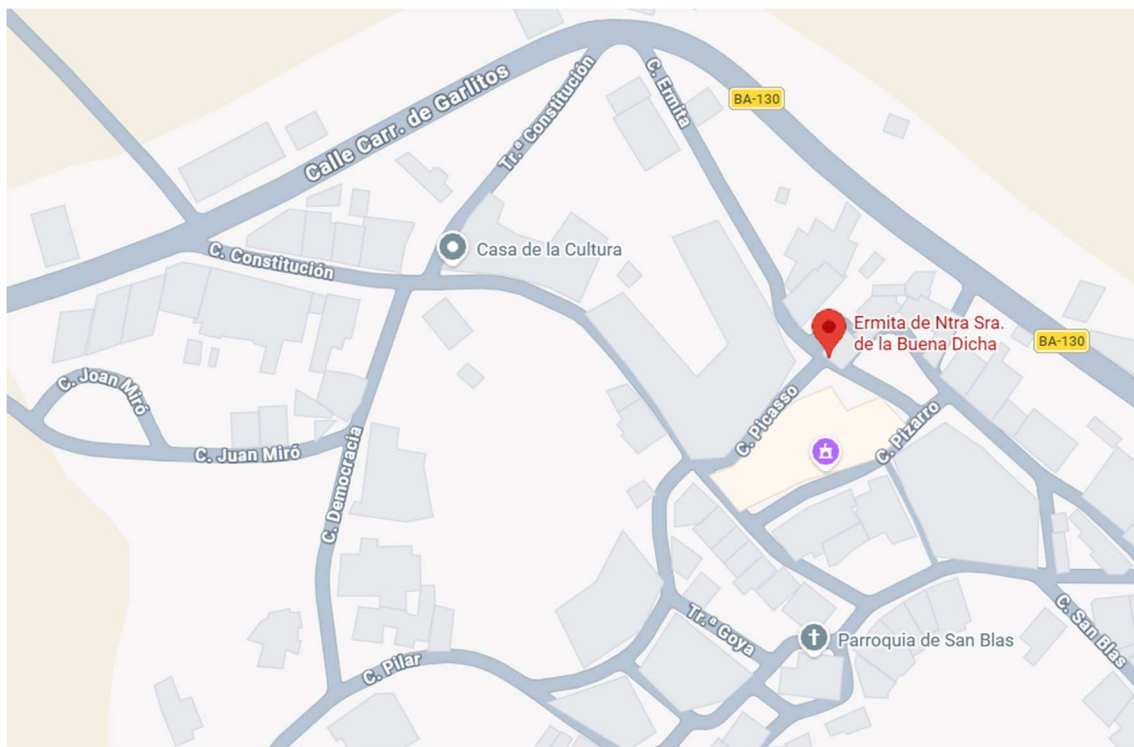 Calle Carr. de Garlitos
Tr.ª Constitución
C. Ermita
BA-130
C. Constitución
Casa de la Cultura
Ermita de Ntra Sra.
de la Buena Dicha
BA-130
C. Joan Miró
C. Juan Miró
C. Democracia
C. Picasso
C. Pizarro
C. Pilar
Tr.ª Goya
Parroquia de San Blas
C. San Blas